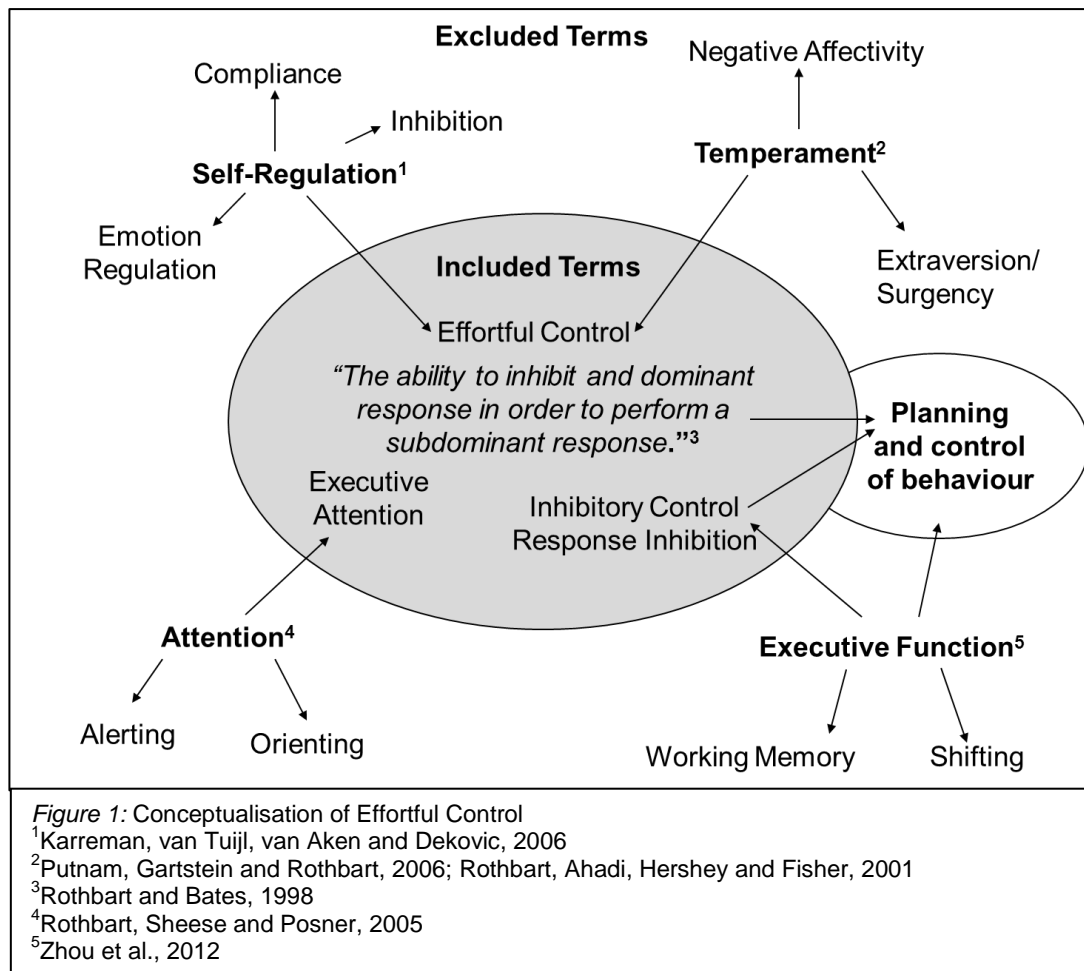 Excluded Terms
Negative Affectivity
Compliance
Inhibition
Temperament²
Self-Regulation¹
Emotion
Regulation
Extraversion/
Surgency
Included Terms
Effortful Control
“The ability to inhibit and dominant
response in order to perform a
subdominant response.”³
Planning
and control
of behaviour
Executive
Attention
Inhibitory Control
Response Inhibition
Attention⁴
Executive Function⁵
Alerting
Orienting
Working Memory
Shifting
Figure 1: Conceptualisation of Effortful Control
¹Karreman, van Tuijl, van Aken and Dekovic, 2006
²Putnam, Gartstein and Rothbart, 2006; Rothbart, Ahadi, Hershey and Fisher, 2001
³Rothbart and Bates, 1998
⁴Rothbart, Sheese and Posner, 2005
⁵Zhou et al., 2012